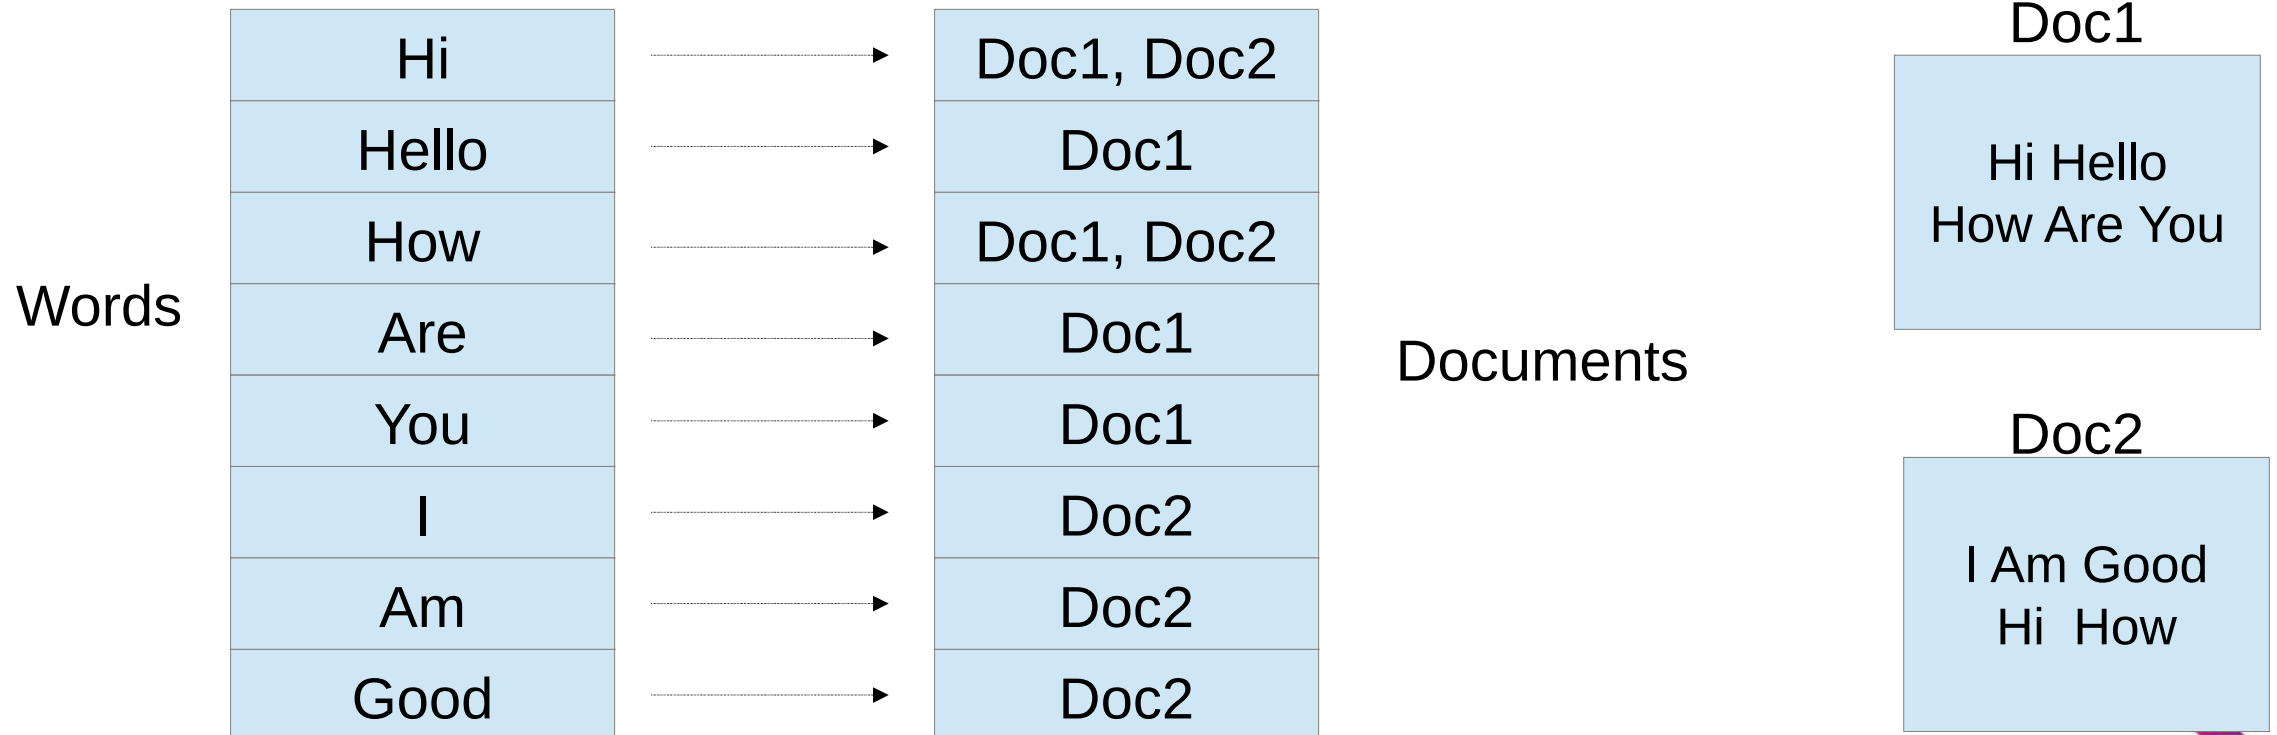 Words
Hi
Doc1, Doc2
Hello
Doc1
How
Doc1, Doc2
Are
Doc1
You
Doc1
I
Doc2
Am
Doc2
Good
Doc2
Documents
Doc1
Hi Hello
How Are You
Doc2
I Am Good
Hi How